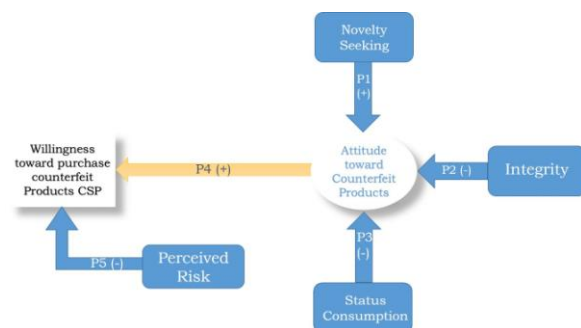 Novelty
Seeking
P1
(+)
Willingness
toward purchase
counterfeit
Products CSP
P4 (+)
Attitude
toward
Counterfeit
Products
P2 (-)
Integrity
P3
(-)
P5 (-)
Perceived
Risk
Status
Consumption